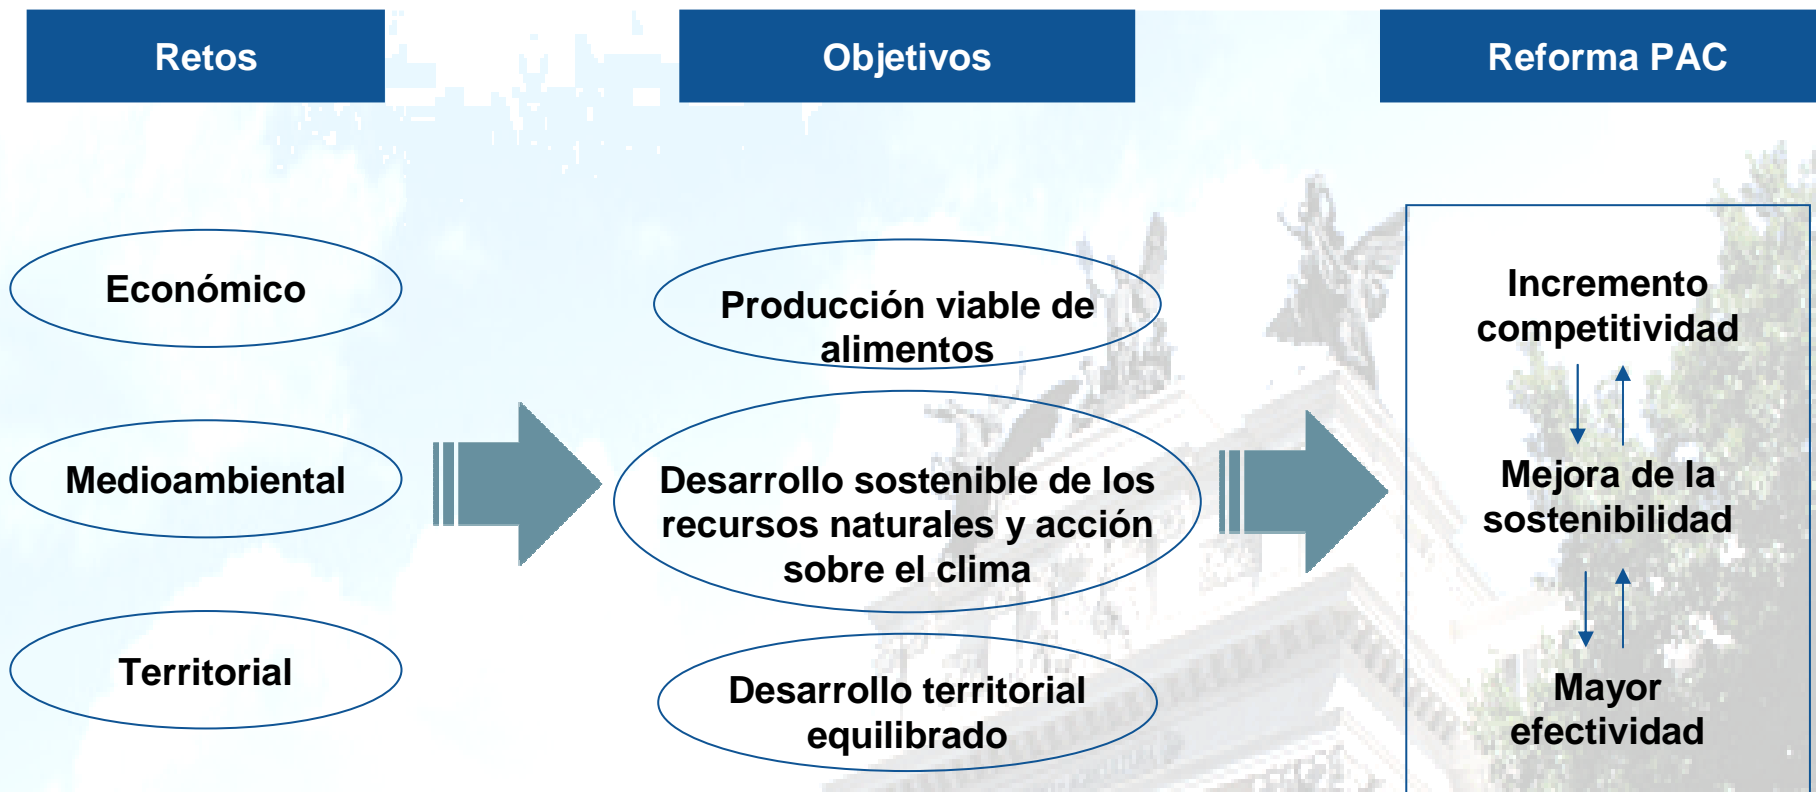 Retos
Objetivos
Reforma PAC
Económico
Medioambiental
Territorial
Producción viable de
alimentos
Desarrollo sostenible de los
recursos naturales y acción
sobre el clima
Desarrollo territorial
equilibrado
Incremento
competitividad
Mejora de la
sostenibilidad
Mayor
efectividad